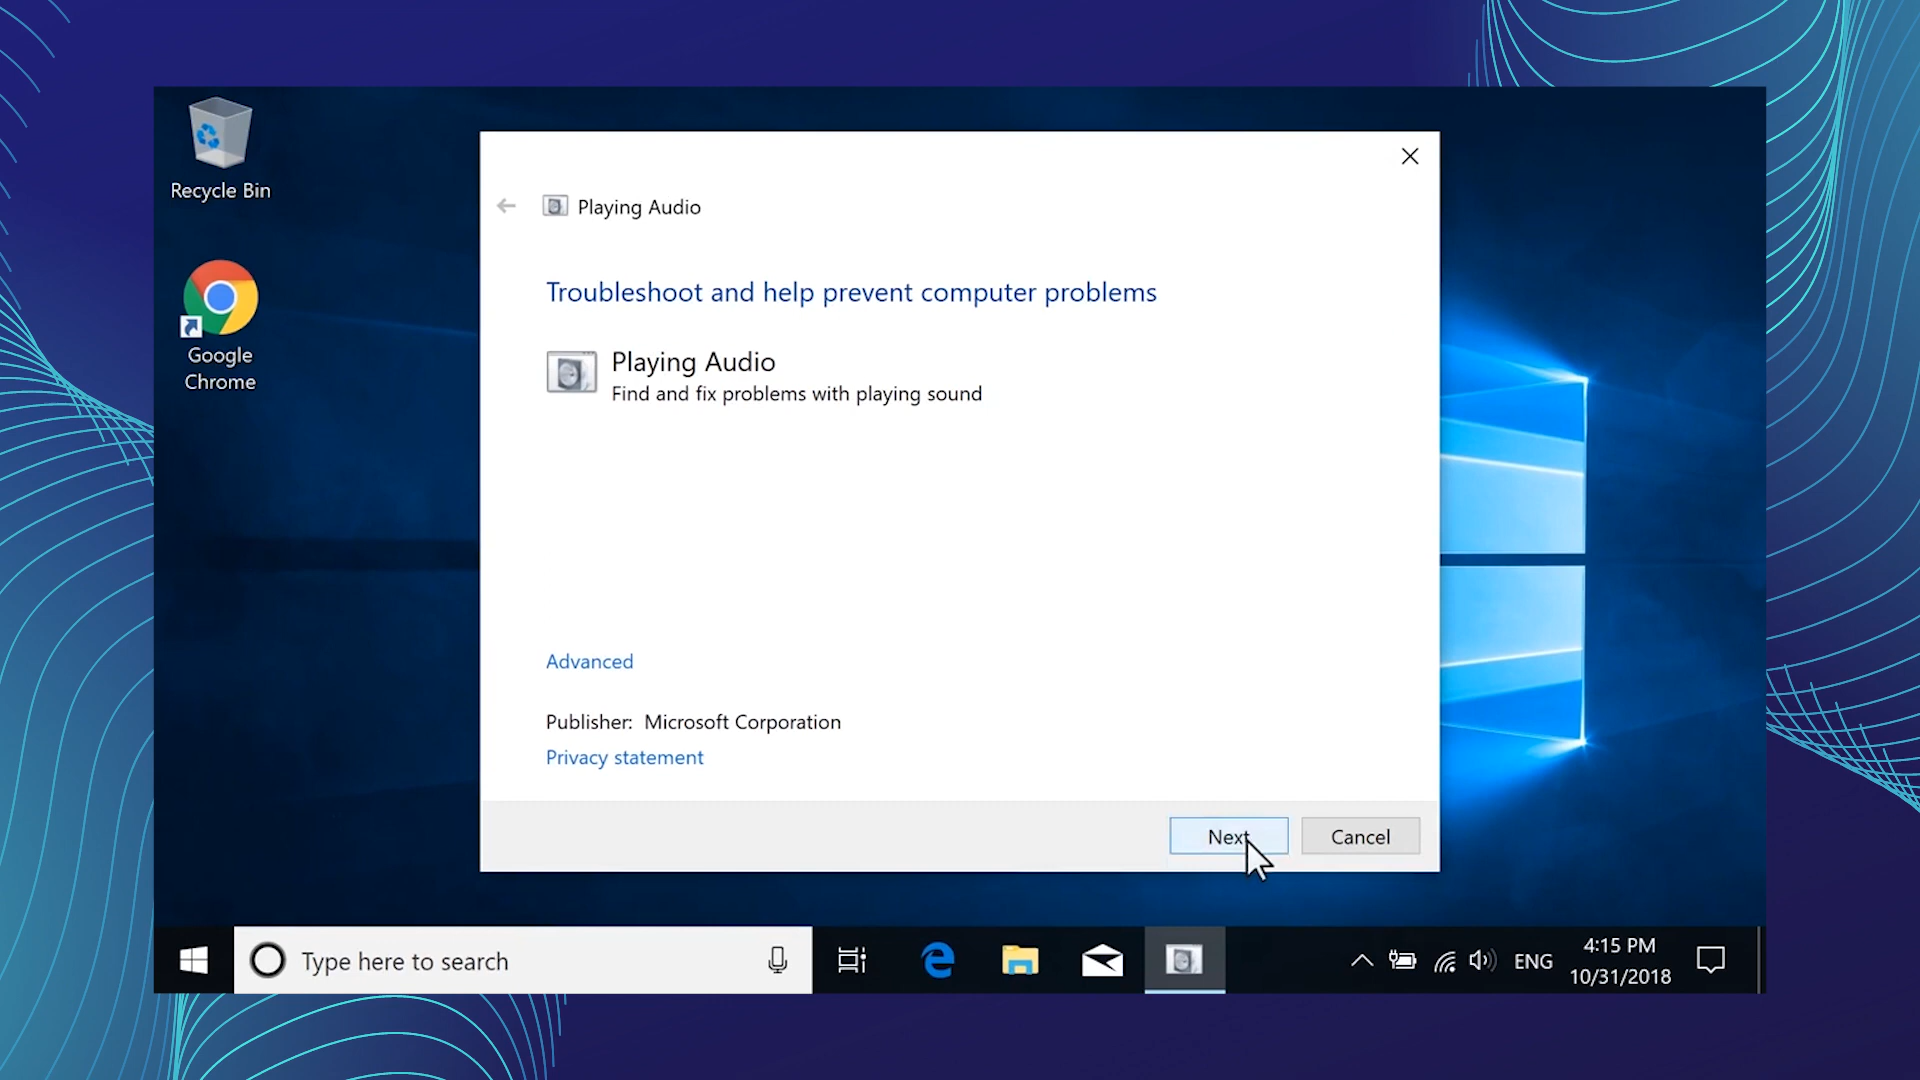 Recycle Bin
Google
Chrome
Playing Audio
Troubleshoot and help prevent computer problems
Playing Audio
Find and fix problems with playing sound
Advanced
Publisher: Microsoft Corporation
Privacy statement
Next
Cancel
Type here to search
ENG
4:15 PM
10/31/2018